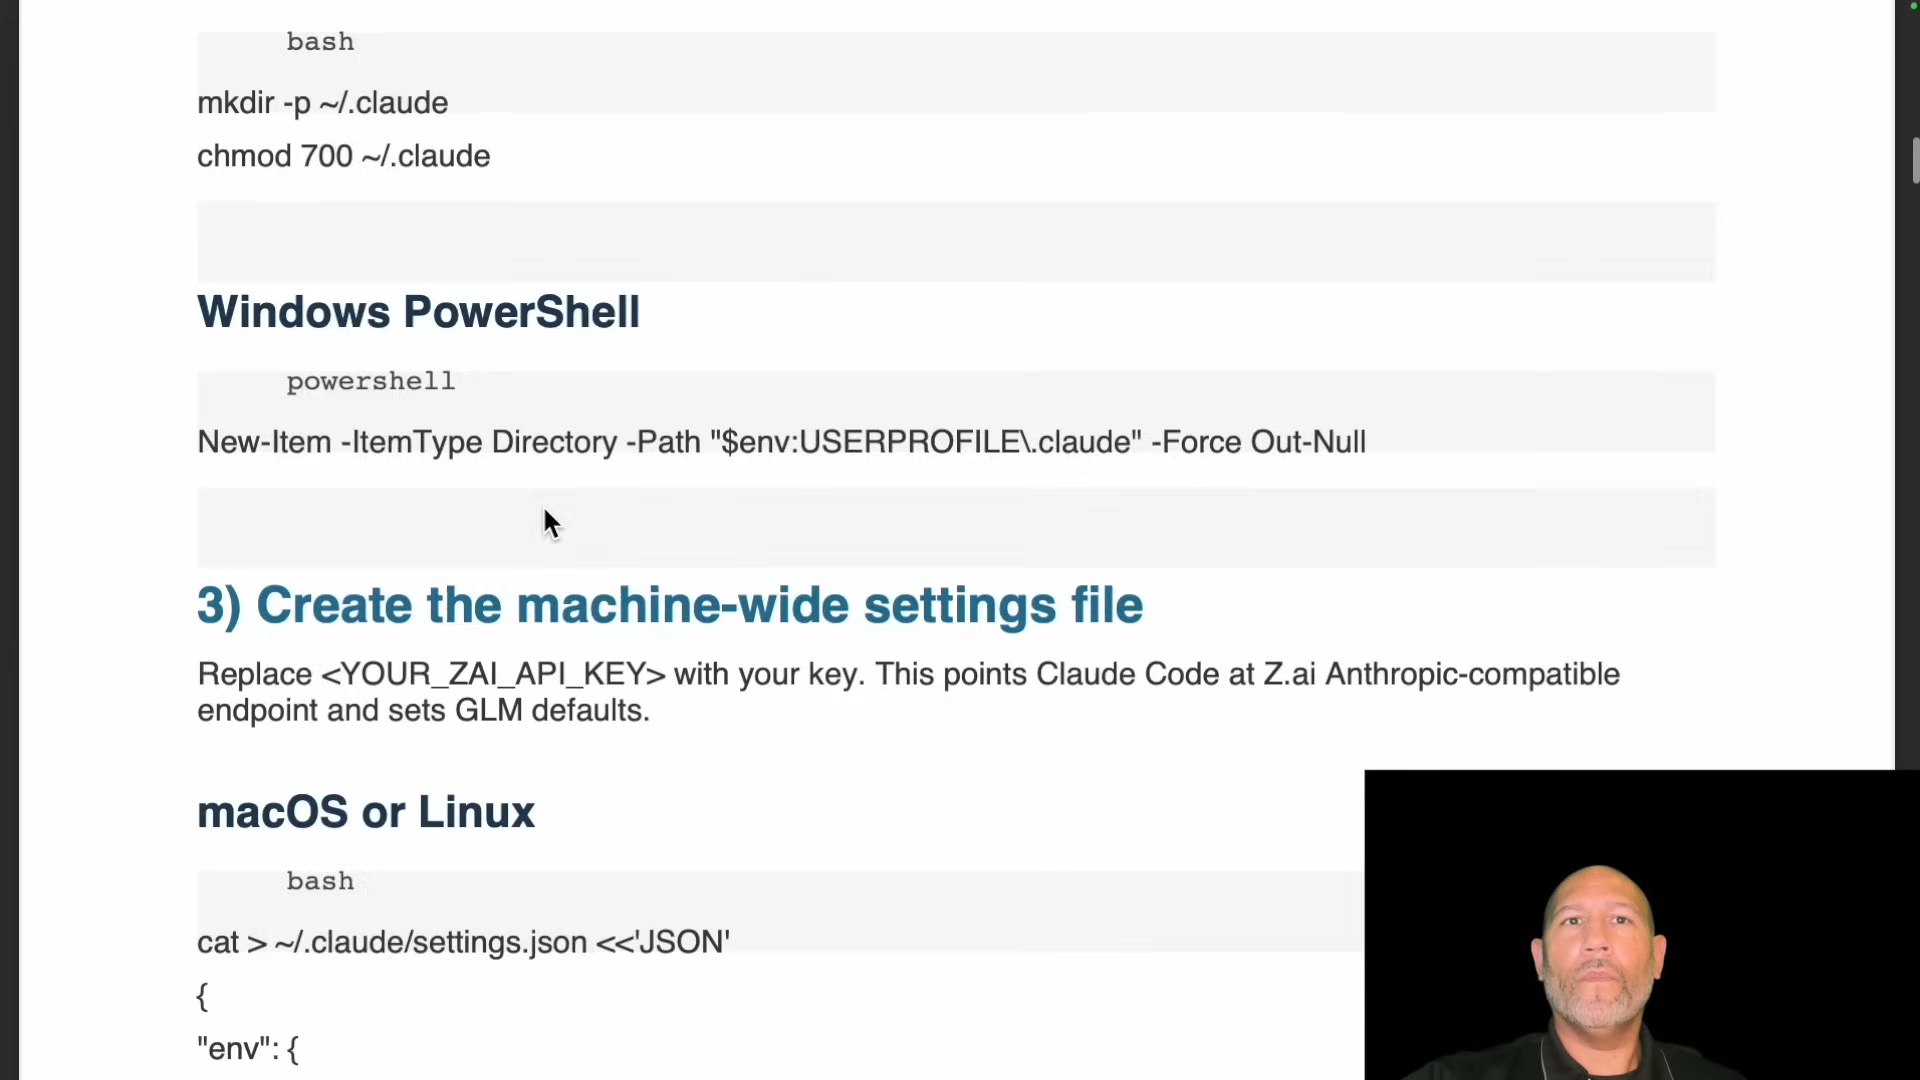 bash
mkdir -p ~/.claude
chmod 700 ~/.claude
Windows PowerShell
powershell
New-Item -ItemType Directory -Path "$env:USERPROFILE\.claude" -Force Out-Null
3) Create the machine-wide settings file
Replace <YOUR_ZAI_API_KEY> with your key. This points Claude Code at Z.ai Anthropic-compatible
endpoint and sets GLM defaults.
macOS or Linux
bash
cat > ~/.claude/settings.json <<'JSON'
{
"env": {